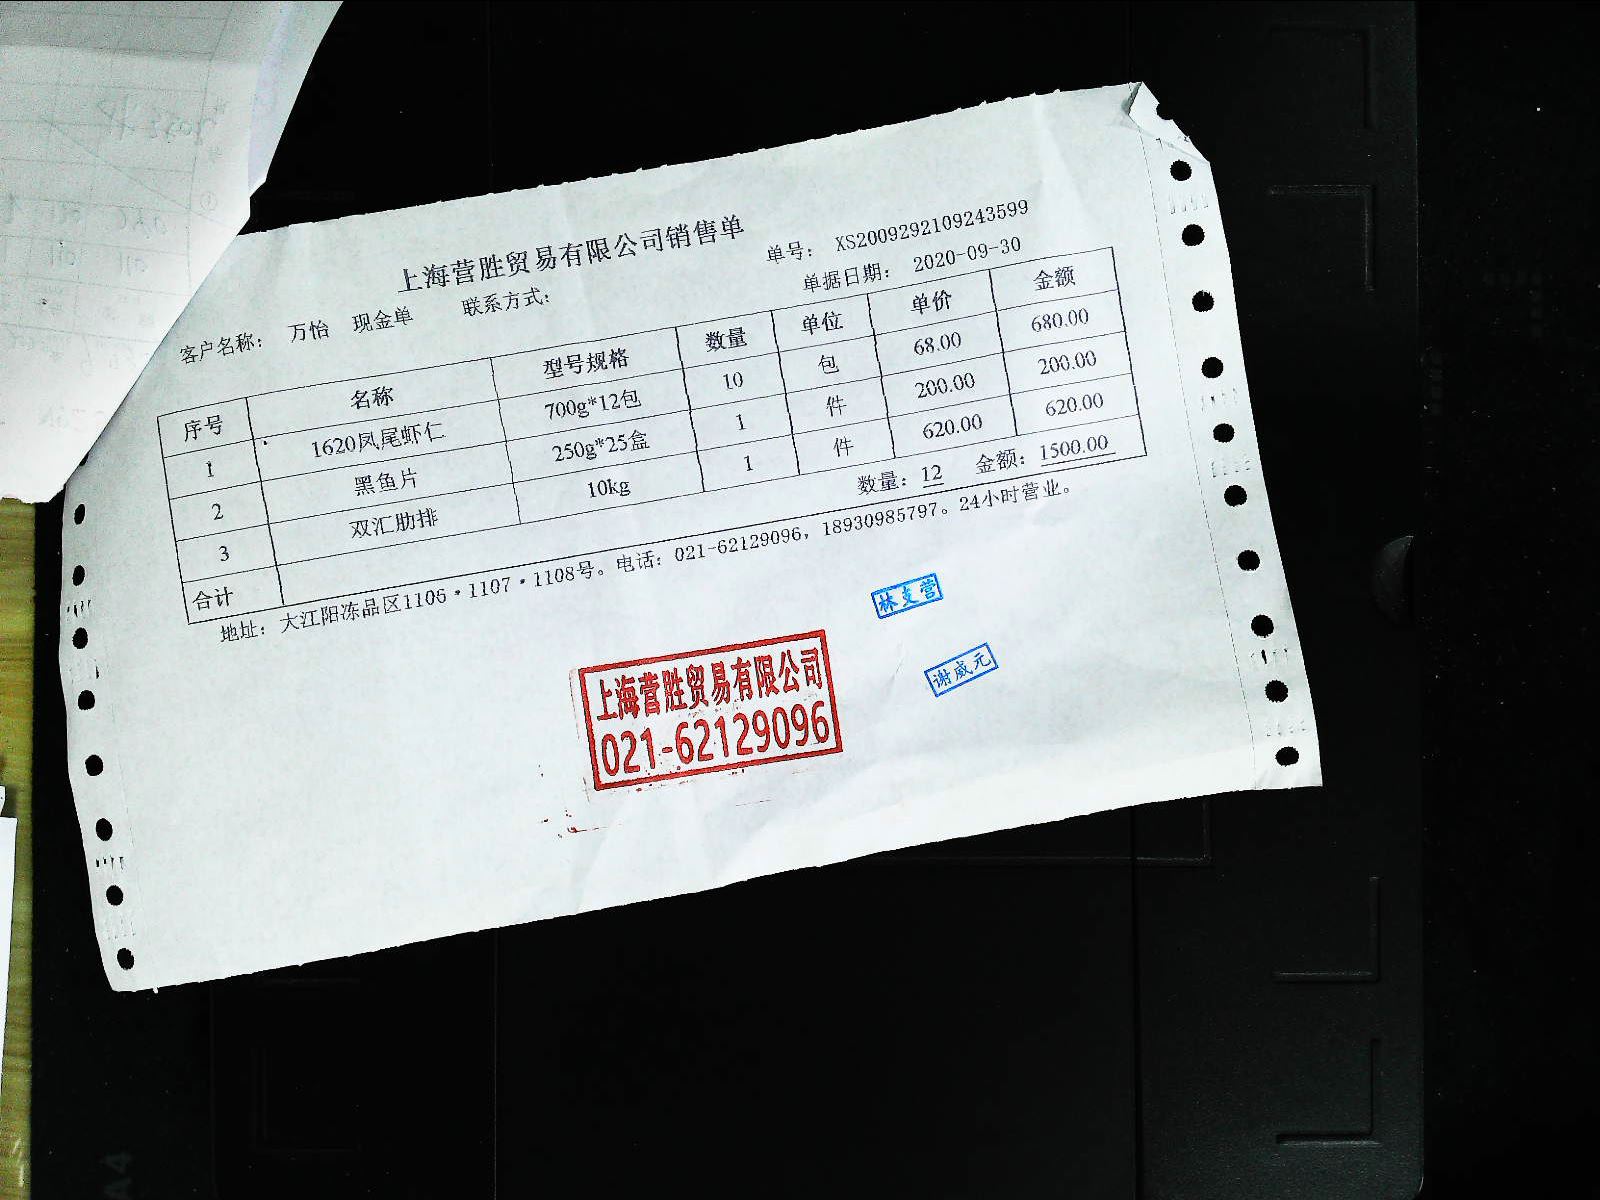 上海营胜贸易有限公司销售单
单号: XS2009292109243599
客户名称: 万怡 现金单 联系方式: 单据日期: 2020-09-30
序号 名称 型号规格 数量 单位 单价 金额
1 1620凤尾虾仁 700g*12包 10 包 68.00 680.00
2 黑鱼片 250g*25盒 1 件 200.00 200.00
3 双汇肋排 10kg 1 件 620.00 620.00
合计 数量: 12 金额: 1500.00
地址: 大江阳冻品区1106·1107·1108号。电话: 021-62129096, 18930985797。24小时营业。
林支营
谢威元
上海营胜贸易有限公司
021-62129096